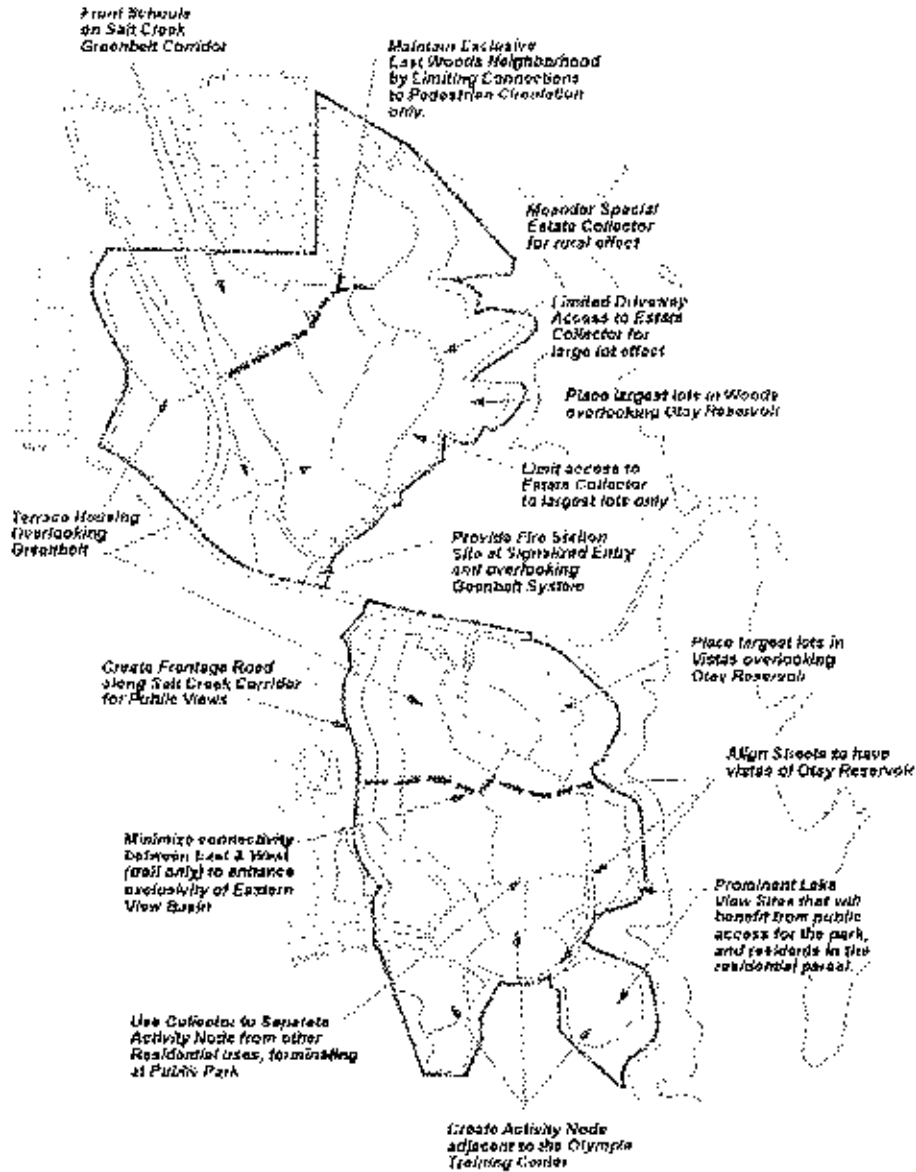 Front Schools
on Salt Creek
Greenbelt Corridor
Maintain Exclusive
East Woods Neighborhood
by Limiting Connections
to Pedestrian Circulation
only.
Meander Special
Estate Collector
for rural effect
Limited Driveway
Access to Estate
Collector for
large lot effect
Place largest lots in Woods
overlooking Otay Reservoir
Limit access to
Estate Collector
to largest lots only
Terrace Housing
Overlooking
Greenbelt
Provide Fire Station
Site at Signalized Entry
and overlooking
Geenbelt System
Create Frontage Road
along Salt Creek Corridor
for Public Views
Place largest lots in
Vistas overlooking
Otay Reservoir
Align Streets to have
vistas of Otay Reservoir
Minimize connectivity
between East & West
(trail only) to enhance
exclusivity of Eastern
View Basin
Prominent Lake
View Sites that will
benefit from public
access for the park,
and residents in the
residential parcel.
Use Collector to Separate
Activity Node from other
Residential uses, terminating
at Public Park
Create Activity Node
adjacent to the Olympic
Training Center